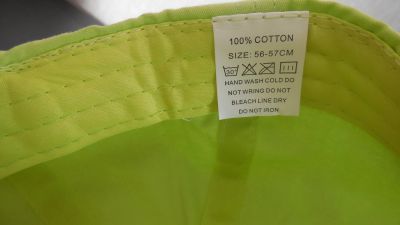 100% COTTON
SIZE: 56-57CM
30
HAND WASH COLD DO
NOT WRING DO NOT
BLEACH LINE DRY
DO NOT IRON